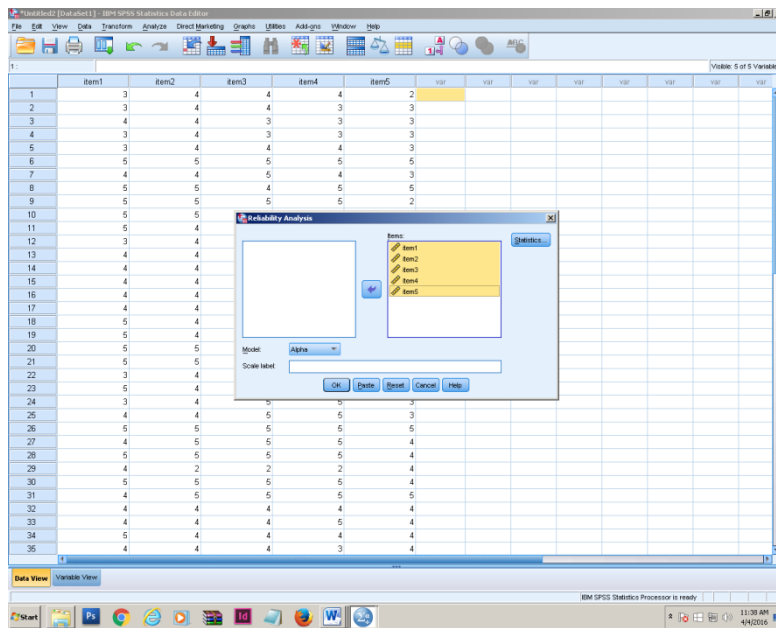 *Untitled2 [DataSet1] - IBM SPSS Statistics Data Editor
File Edit View Data Transform Analyze Direct Marketing Graphs Utilities Add-ons Window Help
1 :
Visible: 5 of 5 Variable
item1 item2 item3 item4 item5 var var var var var var
1 3 4 4 4 2
2 3 4 4 3 3
3 4 4 3 3 3
4 3 4 3 3 3
5 3 4 4 4 3
6 5 5 5 5 5
7 4 4 5 4 3
8 5 5 4 5 5
9 5 5 5 5 2
10 5 5
11 5 4
12 3 4
13 4 4
14 4 4
15 4 4
16 4 4
17 4 4
18 5 4
19 5 4
20 5 5
21 5 5
22 3 4
23 5 4
24 3 4 5 5 3
25 4 4 5 5 3
26 5 5 5 5 5
27 4 5 5 5 4
28 5 5 5 5 4
29 4 2 2 2 4
30 5 5 5 5 4
31 4 5 5 5 5
32 4 4 4 4 4
33 4 4 4 5 4
34 5 4 4 4 4
35 4 4 4 3 4
Reliability Analysis
Items:
item1
item2
item3
item4
item5
Statistics...
Model: Alpha
Scale label:
OK Paste Reset Cancel Help
Data View Variable View
IBM SPSS Statistics Processor is ready
Start Ps Id W
11:38 AM
4/4/2016